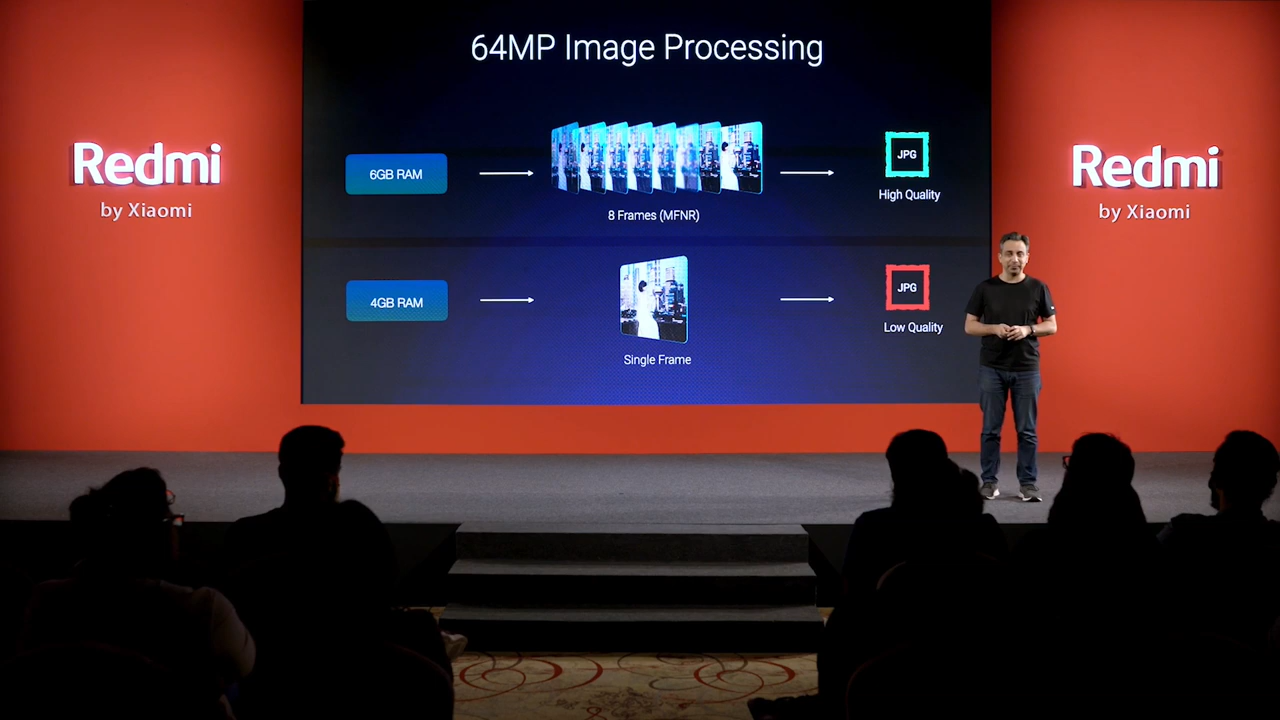 64MP Image Processing
Redmi
by Xiaomi
6GB RAM
8 Frames (MFNR)
JPG
High Quality
4GB RAM
Single Frame
JPG
Low Quality
Redmi
by Xiaomi